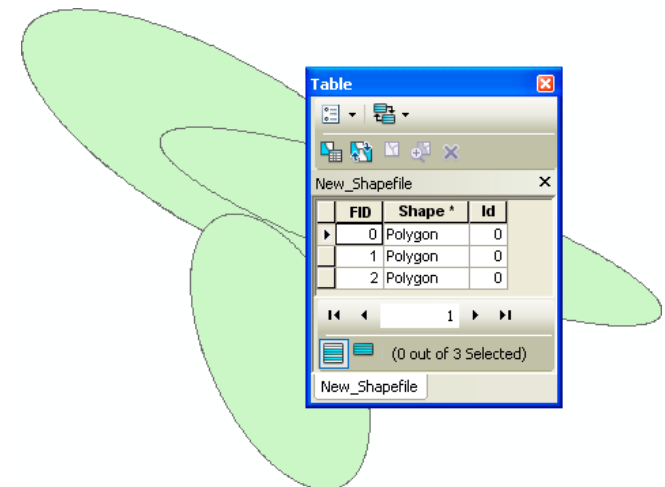 Table
New_Shapefile
FID Shape * Id
0 Polygon 0
1 Polygon 0
2 Polygon 0
1
(0 out of 3 Selected)
New_Shapefile